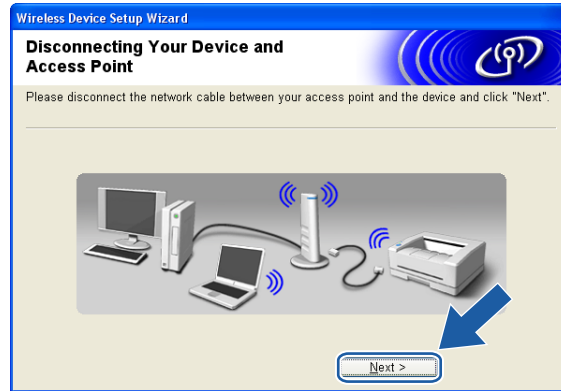 Wireless Device Setup Wizard
Disconnecting Your Device and
Access Point
Please disconnect the network cable between your access point and the device and click "Next".
Next >